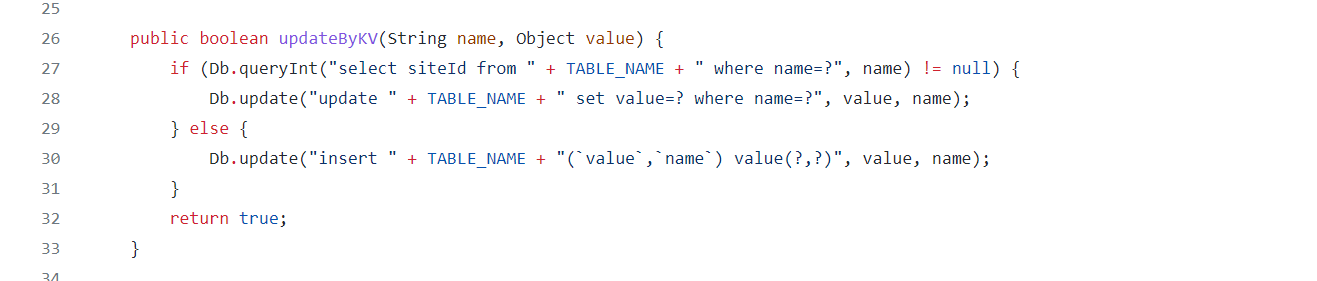 25
26 public boolean updateByKV(String name, Object value) {
27 if (Db.queryInt("select siteId from " + TABLE_NAME + " where name=?", name) != null) {
28 Db.update("update " + TABLE_NAME + " set value=? where name=?", value, name);
29 } else {
30 Db.update("insert " + TABLE_NAME + "(`value`,`name`) value(?,?)", value, name);
31 }
32 return true;
33 }
34